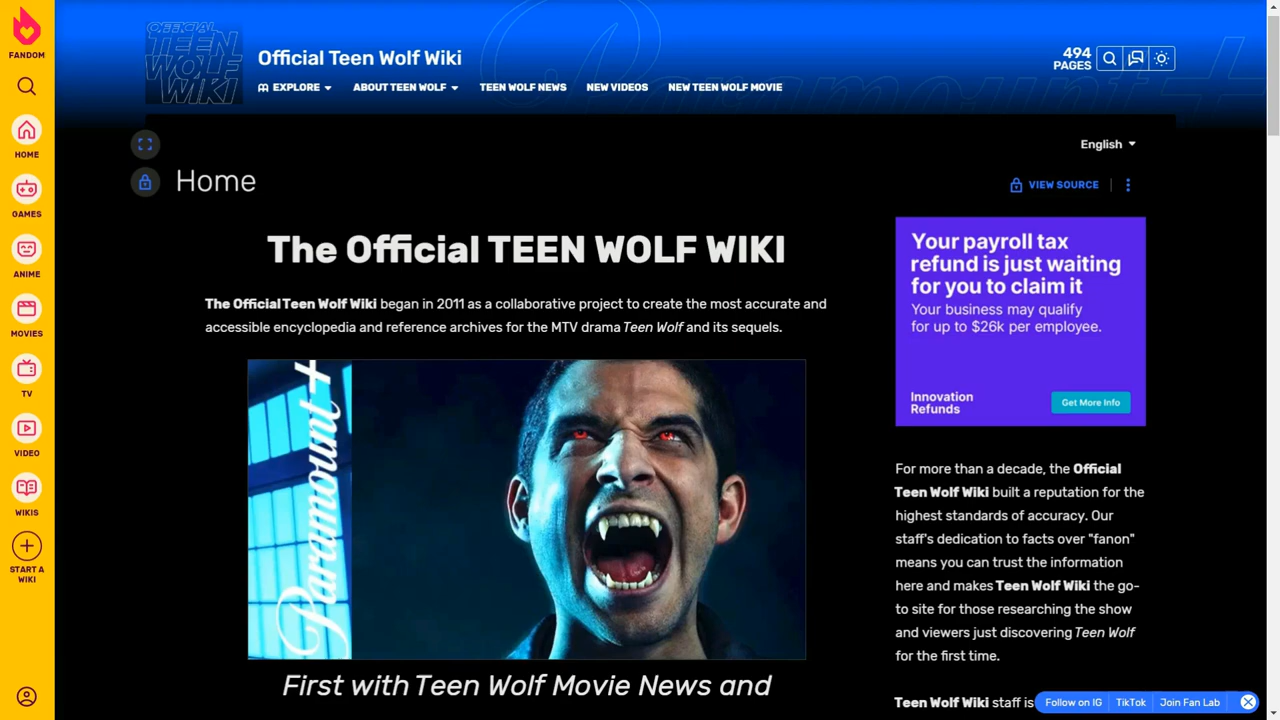 FANDOM
HOME
GAMES
ANIME
MOVIES
TV
VIDEO
WIKIS
START A
WIKI
OFFICIAL
TEEN
WOLF
WIKI
Official Teen Wolf Wiki
EXPLORE
ABOUT TEEN WOLF
TEEN WOLF NEWS
NEW VIDEOS
NEW TEEN WOLF MOVIE
494
PAGES
Paramount+
English
Home
VIEW SOURCE
The Official TEEN WOLF WIKI
The Official Teen Wolf Wiki began in 2011 as a collaborative project to create the most accurate and
accessible encyclopedia and reference archives for the MTV drama Teen Wolf and its sequels.
Paramount+
First with Teen Wolf Movie News and
Your payroll tax
refund is just waiting
for you to claim it
Your business may qualify
for up to $26k per employee.
Innovation
Refunds
Get More Info
For more than a decade, the Official
Teen Wolf Wiki built a reputation for the
highest standards of accuracy. Our
staff's dedication to facts over "fanon"
means you can trust the information
here and makes Teen Wolf Wiki the go-
to site for those researching the show
and viewers just discovering Teen Wolf
for the first time.
Teen Wolf Wiki staff is
Follow on IG
TikTok
Join Fan Lab